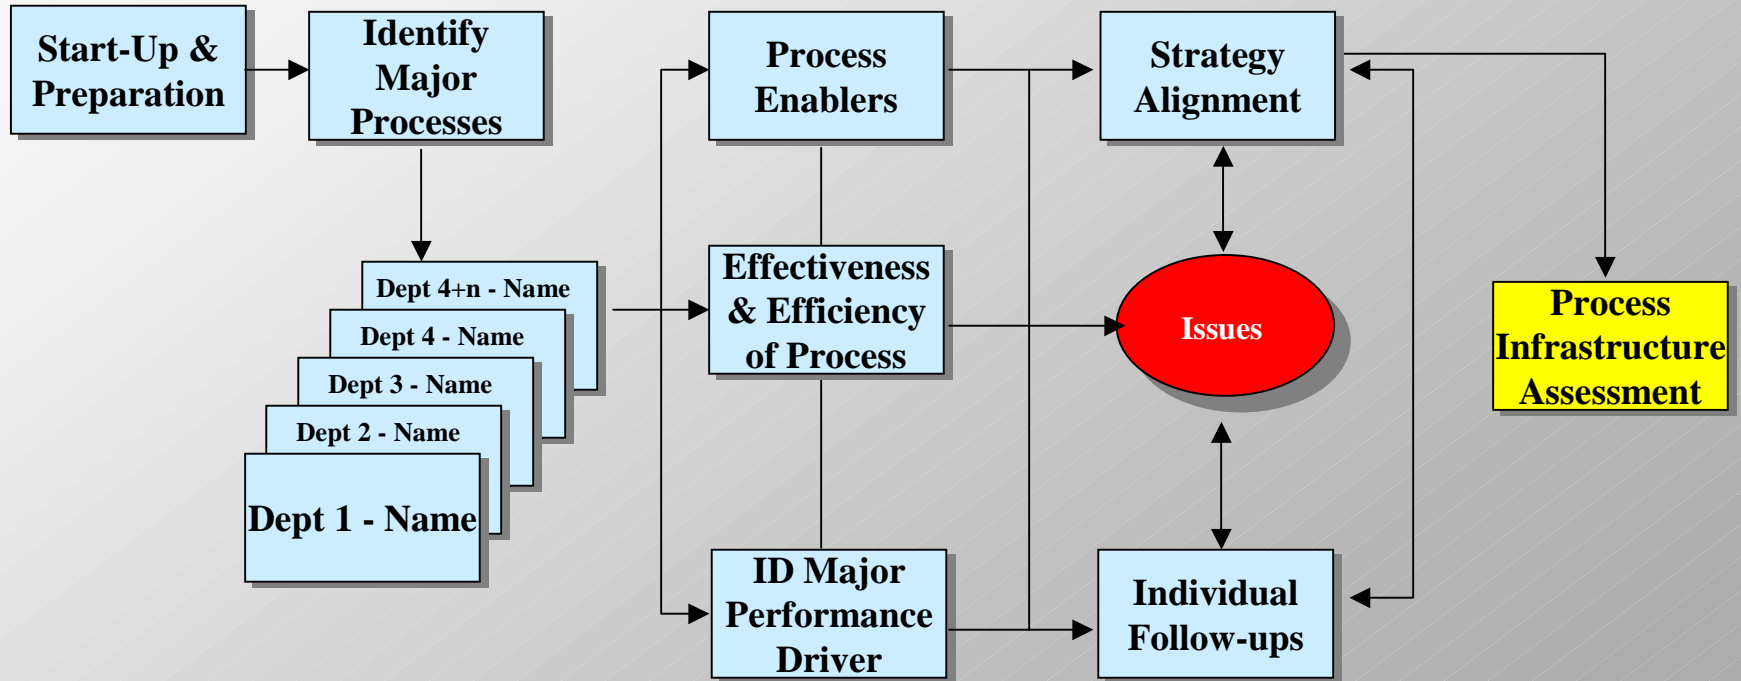 Start-Up &
Preparation
Identify
Major
Processes
Process
Enablers
Strategy
Alignment
Dept 4+n - Name
Dept 4 - Name
Dept 3 - Name
Dept 2 - Name
Dept 1 - Name
Effectiveness
& Efficiency
of Process
Issues
Process
Infrastructure
Assessment
ID Major
Performance
Driver
Individual
Follow-ups